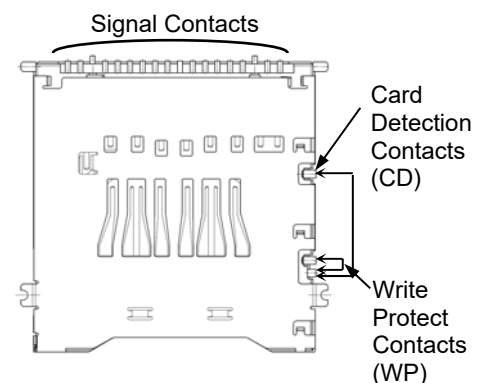 Signal Contacts
Card
Detection
Contacts
(CD)
Write
Protect
Contacts
(WP)